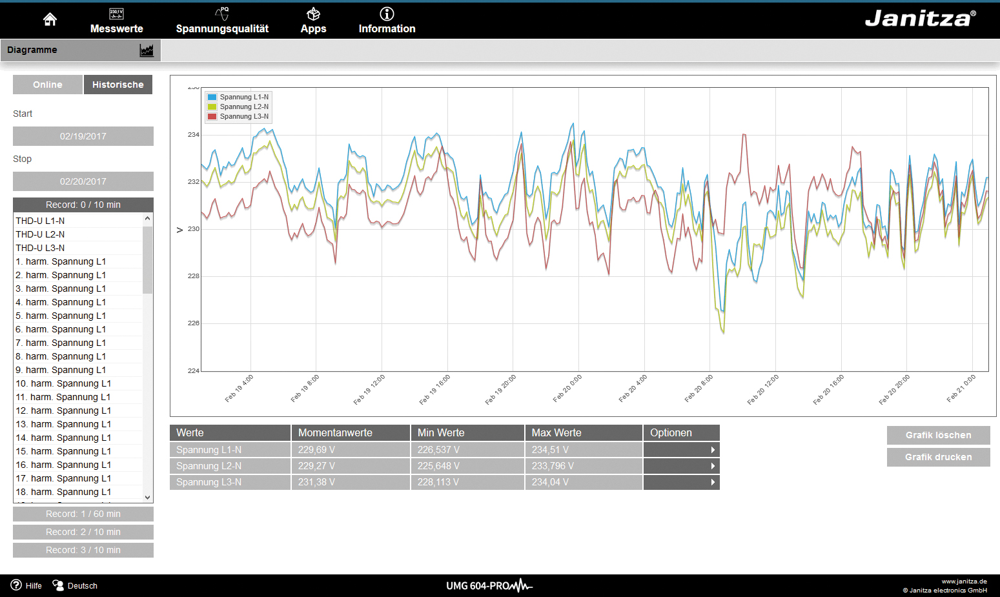 230,1V
PQ
Messwerte
Spannungsqualität
Apps
Information
Janitza®
Diagramme
Online
Historische
Start
02/19/2017
Stop
02/20/2017
Record: 0 / 10 min
THD-U L1-N
THD-U L2-N
THD-U L3-N
1. harm. Spannung L1
2. harm. Spannung L1
3. harm. Spannung L1
4. harm. Spannung L1
5. harm. Spannung L1
6. harm. Spannung L1
7. harm. Spannung L1
8. harm. Spannung L1
9. harm. Spannung L1
10. harm. Spannung L1
11. harm. Spannung L1
12. harm. Spannung L1
13. harm. Spannung L1
14. harm. Spannung L1
15. harm. Spannung L1
16. harm. Spannung L1
17. harm. Spannung L1
18. harm. Spannung L1
Record: 1 / 60 min
Record: 2 / 10 min
Record: 3 / 10 min
Spannung L1-N
Spannung L2-N
Spannung L3-N
236
234
232
230
228
226
224
V
Feb 19 4:00
Feb 19 8:00
Feb 19 12:00
Feb 19 16:00
Feb 19 20:00
Feb 20 0:00
Feb 20 4:00
Feb 20 8:00
Feb 20 12:00
Feb 20 16:00
Feb 20 20:00
Feb 21 0:00
Werte Momentanwerte Min Werte Max Werte Optionen
Spannung L1-N 229,69 V 226,537 V 234,51 V
Spannung L2-N 229,27 V 225,648 V 233,796 V
Spannung L3-N 231,38 V 228,113 V 234,04 V
Grafik löschen
Grafik drucken
Hilfe
Deutsch
UMG 604-PRO
www.janitza.de
© Janitza electronics GmbH